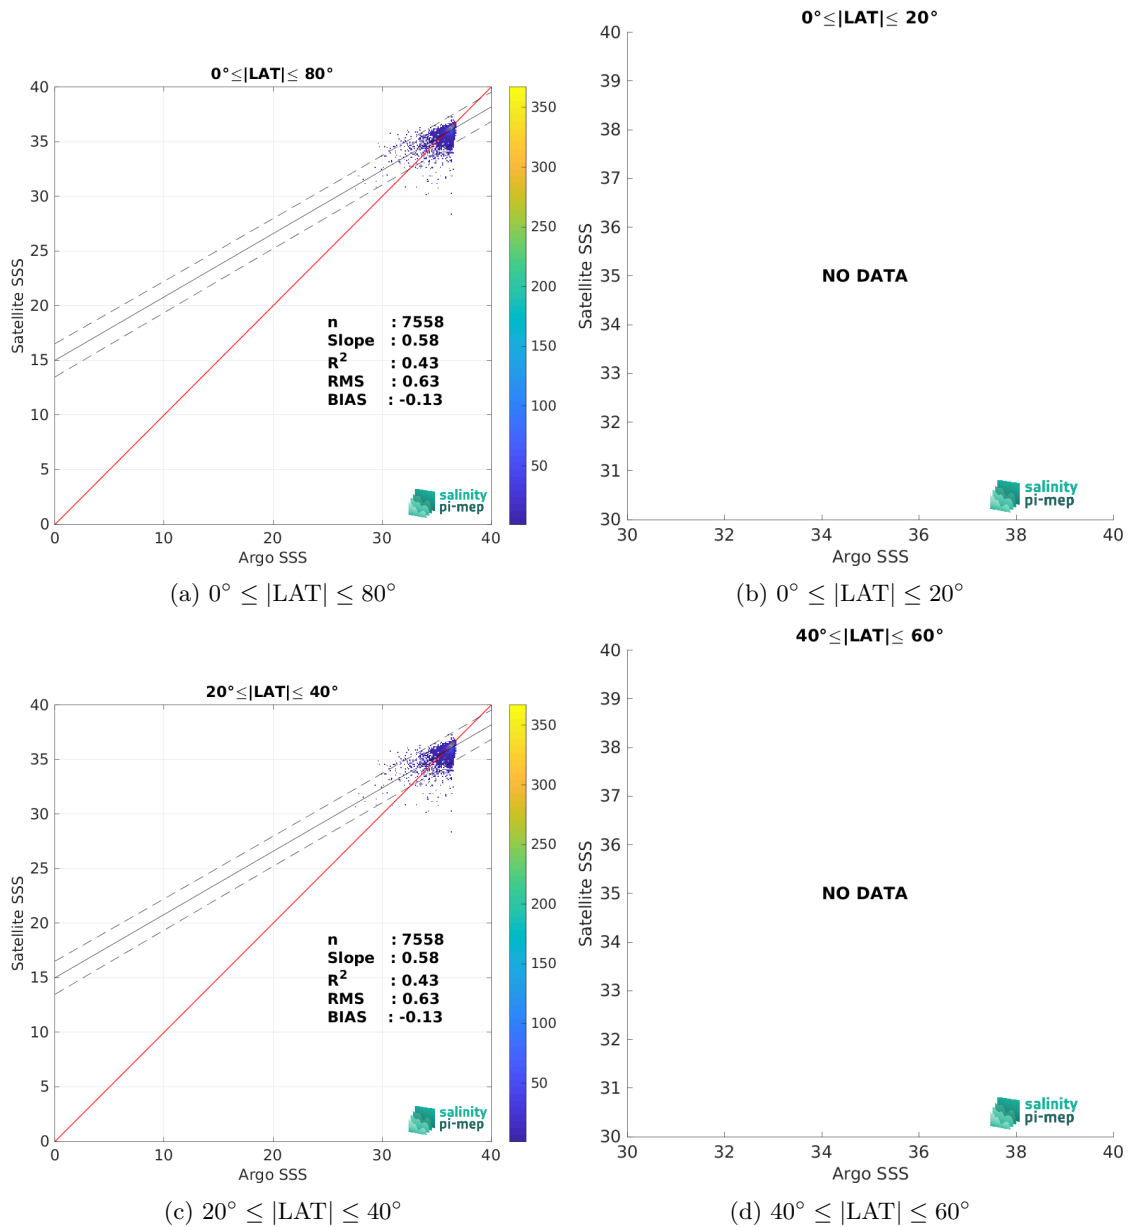 0°≤|LAT|≤ 80°
40
35
30
25
20
15
10
5
0
0
10
20
30
40
Satellite SSS
Argo SSS
350
300
250
200
150
100
50
n : 7558
Slope : 0.58
R² : 0.43
RMS : 0.63
BIAS : -0.13
salinity
pi-mep
(a) 0° ≤ |LAT| ≤ 80°
0°≤|LAT|≤ 20°
40
39
38
37
36
35
34
33
32
31
30
30
32
34
36
38
40
Satellite SSS
Argo SSS
NO DATA
salinity
pi-mep
(b) 0° ≤ |LAT| ≤ 20°
20°≤|LAT|≤ 40°
40
35
30
25
20
15
10
5
0
0
10
20
30
40
Satellite SSS
Argo SSS
350
300
250
200
150
100
50
n : 7558
Slope : 0.58
R² : 0.43
RMS : 0.63
BIAS : -0.13
salinity
pi-mep
(c) 20° ≤ |LAT| ≤ 40°
40°≤|LAT|≤ 60°
40
39
38
37
36
35
34
33
32
31
30
30
32
34
36
38
40
Satellite SSS
Argo SSS
NO DATA
salinity
pi-mep
(d) 40° ≤ |LAT| ≤ 60°